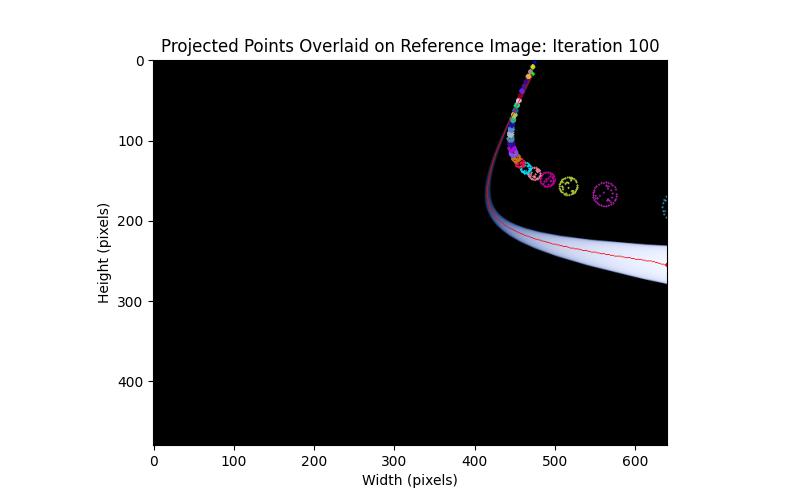 Projected Points Overlaid on Reference Image: Iteration 100
0
100
200
300
400
Height (pixels)
0 100 200 300 400 500 600
Width (pixels)